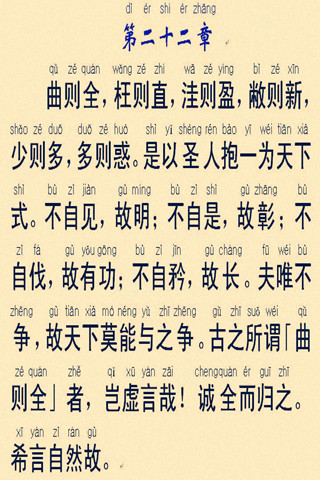 dì èr shí èr zhāng
第二十二章
qū zé quán wǎng zé zhí wā zé yíng bì zé xīn
曲则全，枉则直，洼则盈，敝则新，
shǎo zé duō duō zé huò shì yǐ shèng rén bào yī wéi tiān xià
少则多，多则惑。是以圣人抱一为天下
shì bù zì jiàn gù míng bù zì shì gù zhāng bù
式。不自见，故明；不自是，故彰；不
zì fá gù yǒu gōng bù zì jīn gù cháng fū wéi bù
自伐，故有功；不自矜，故长。夫唯不
zhēng gù tiān xià mò néng yǔ zhī zhēng gǔ zhī suǒ wèi qū
争，故天下莫能与之争。古之所谓「曲
zé quán zhě qǐ xū yán zāi chéng quán ér guī zhī
则全」者，岂虚言哉！诚全而归之。
xī yán zì rán gù
希言自然故。